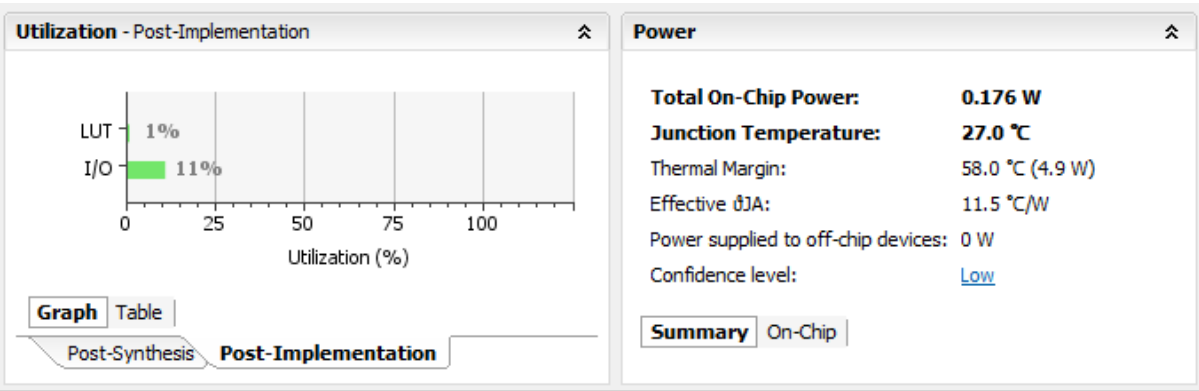 Utilization - Post-Implementation
LUT 1%
I/O 11%
0 25 50 75 100
Utilization (%)
Graph Table
Post-Synthesis Post-Implementation
Power
Total On-Chip Power: 0.176 W
Junction Temperature: 27.0 °C
Thermal Margin: 58.0 °C (4.9 W)
Effective ϑJA: 11.5 °C/W
Power supplied to off-chip devices: 0 W
Confidence level: Low
Summary On-Chip